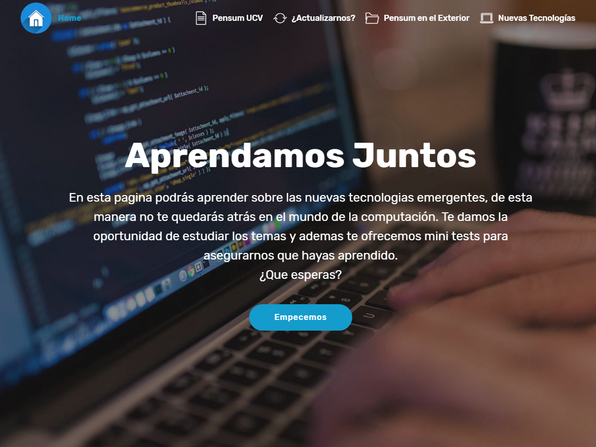 Home
Pensum UCV
¿Actualizarnos?
Pensum en el Exterior
Nuevas Tecnologías
Aprendamos Juntos
En esta pagina podrás aprender sobre las nuevas tecnologias emergentes, de esta
manera no te quedarás atrás en el mundo de la computación. Te damos la
oportunidad de estudiar los temas y ademas te ofrecemos mini tests para
asegurarnos que hayas aprendido.
¿Que esperas?
Empecemos